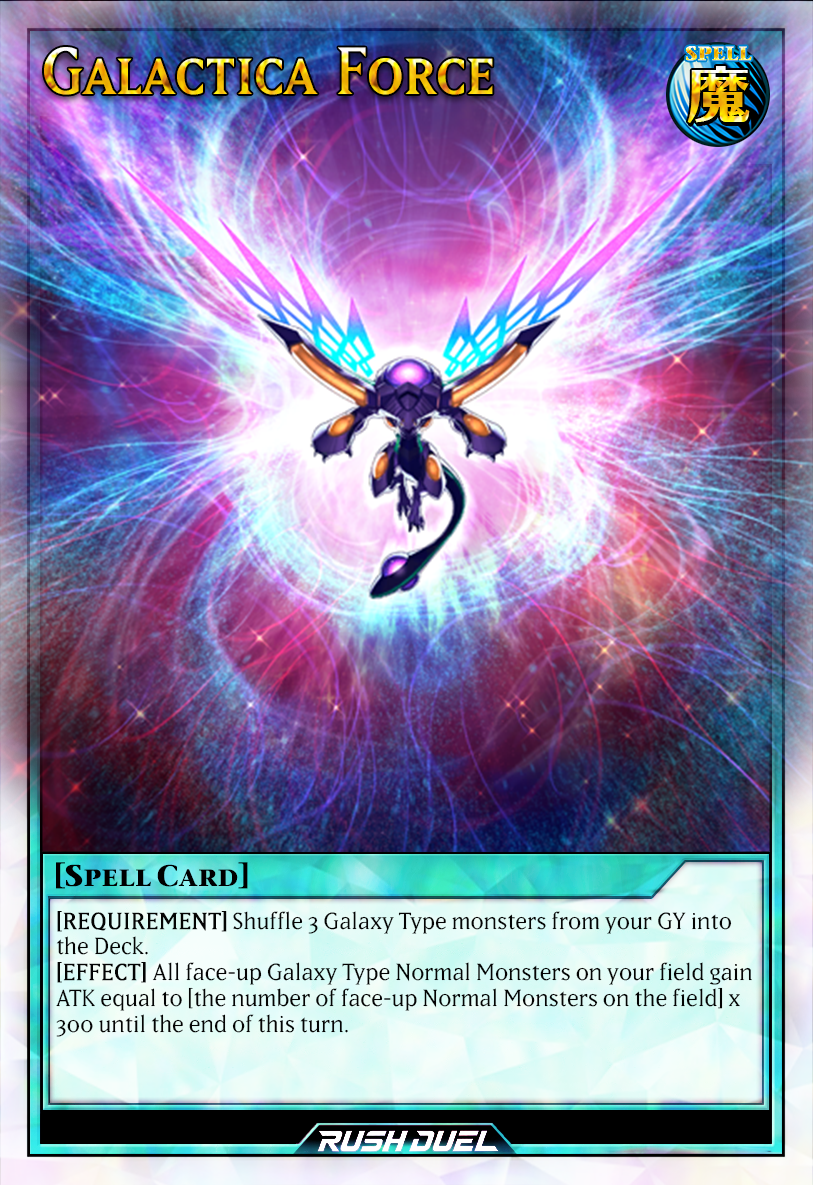 Galactica Force
SPELL
魔
[Spell Card]
[REQUIREMENT] Shuffle 3 Galaxy Type monsters from your GY into
the Deck.
[EFFECT] All face-up Galaxy Type Normal Monsters on your field gain
ATK equal to [the number of face-up Normal Monsters on the field] x
300 until the end of this turn.
RUSH DUEL